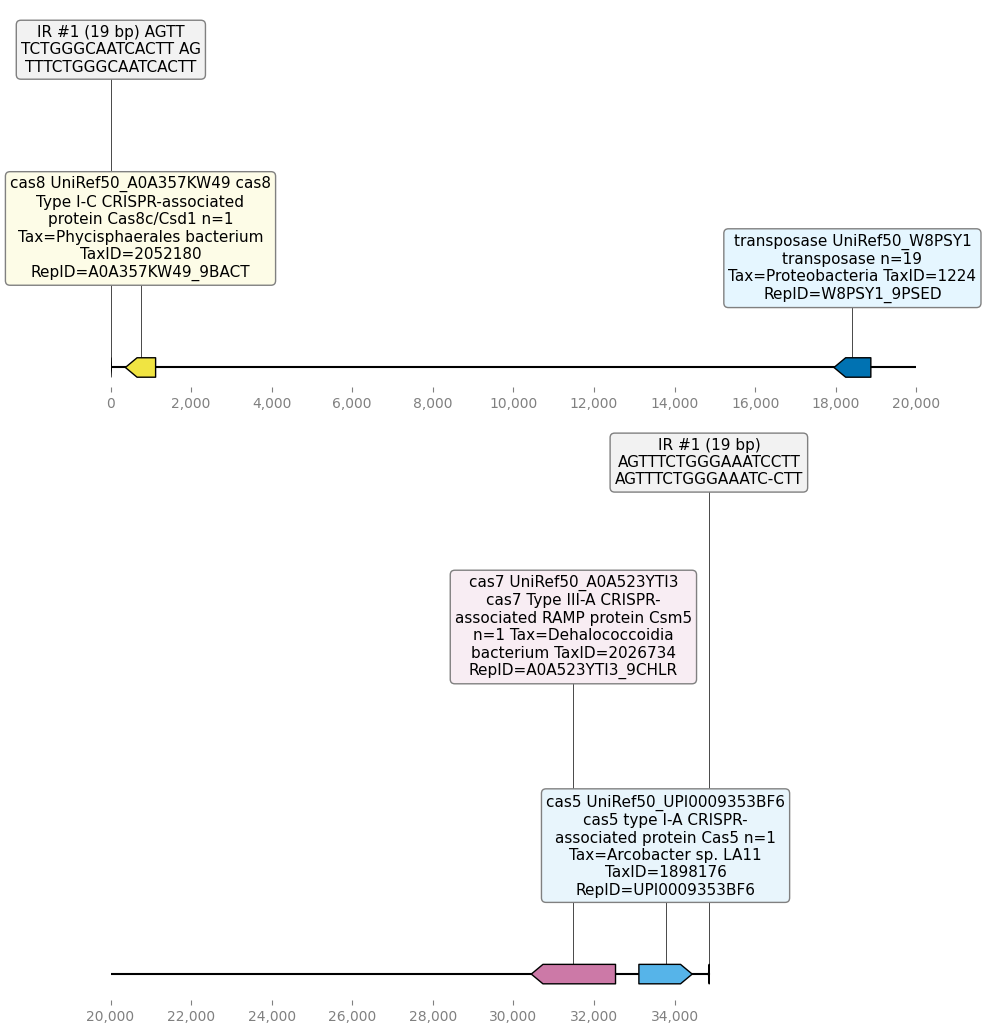 IR #1 (19 bp) AGTT
TCTGGGCAATCACTT AG
TTTCTGGGCAATCACTT
cas8 UniRef50_A0A357KW49 cas8
Type I-C CRISPR-associated
protein Cas8c/Csd1 n=1
Tax=Phycisphaerales bacterium
TaxID=2052180
RepID=A0A357KW49_9BACT
transposase UniRef50_W8PSY1
transposase n=19
Tax=Proteobacteria TaxID=1224
RepID=W8PSY1_9PSED
0 2,000 4,000 6,000 8,000 10,000 12,000 14,000 16,000 18,000 20,000
IR #1 (19 bp)
AGTTTCTGGGAAATCCTT
AGTTTCTGGGAAATC-CTT
cas7 UniRef50_A0A523YTI3
cas7 Type III-A CRISPR-
associated RAMP protein Csm5
n=1 Tax=Dehalococcoidia
bacterium TaxID=2026734
RepID=A0A523YTI3_9CHLR
cas5 UniRef50_UPI0009353BF6
cas5 type I-A CRISPR-
associated protein Cas5 n=1
Tax=Arcobacter sp. LA11
TaxID=1898176
RepID=UPI0009353BF6
20,000 22,000 24,000 26,000 28,000 30,000 32,000 34,000